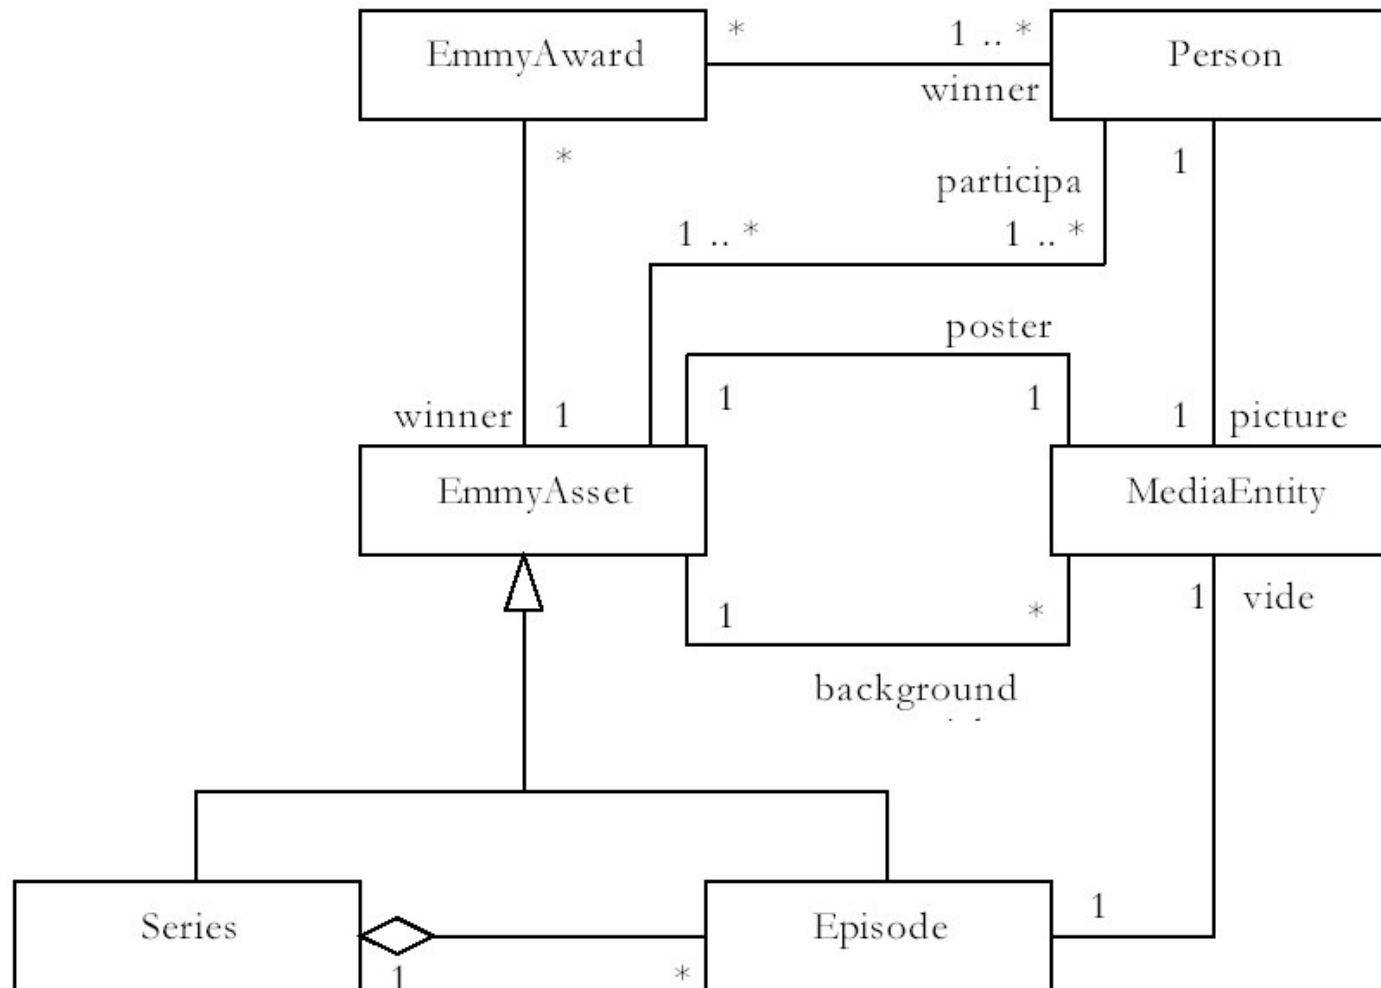 EmmyAward
* 1 .. *
winner
Person
*
participa
1
1 .. * 1 .. *
poster
1 1
winner 1
1 picture
EmmyAsset
MediaEntity
1 *
1 vide
background
Series
1 *
Episode
1